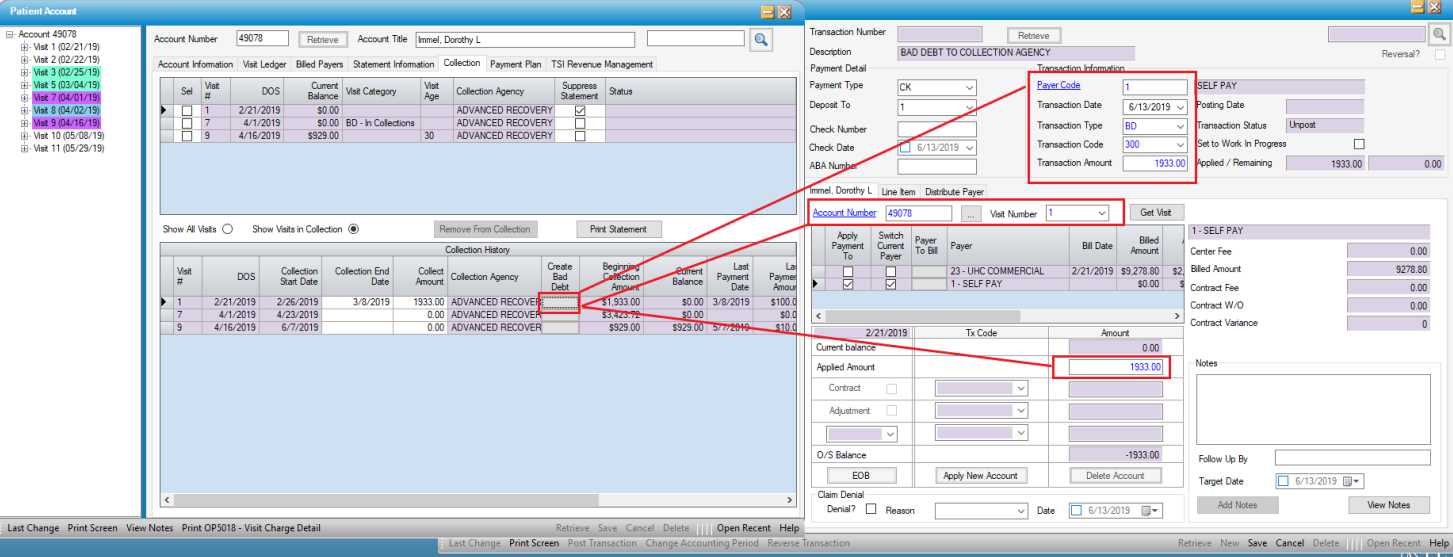 Patient Account
Account 49078
Visit 1 (02/21/19)
Visit 2 (02/22/19)
Visit 3 (02/25/19)
Visit 5 (03/04/19)
Visit 7 (04/01/19)
Visit 8 (04/02/19)
Visit 9 (04/16/19)
Visit 10 (05/08/19)
Visit 11 (05/29/19)
Account Number 49078 Retrieve Account Title Immel, Dorothy L
Account Information Visit Ledger Billed Payers Statement Information Collection Payment Plan TSI Revenue Management
Sel Visit # DOS Current Balance Visit Category Visit Age Collection Agency Suppress Statement Status
1 2/21/2019 $0.00 ADVANCED RECOVERY
7 4/1/2019 $0.00 BD - In Collections ADVANCED RECOVERY
9 4/16/2019 $929.00 30 ADVANCED RECOVERY
Show All Visits Show Visits in Collection Remove From Collection Print Statement
Collection History
Visit # DOS Collection Start Date Collection End Date Collect Amount Collection Agency Create Bad Debt Beginning Collection Amount Current Balance Last Payment Date Las Paymen Amour
1 2/21/2019 2/26/2019 3/8/2019 1933.00 ADVANCED RECOVER $1,933.00 $0.00 3/8/2019 $100.0
7 4/1/2019 4/23/2019 0.00 ADVANCED RECOVER $3,423.72 $0.00 $0.0
9 4/16/2019 6/7/2019 0.00 ADVANCED RECOVER $929.00 $929.00 5/7/2019 $10.0
Last Change Print Screen View Notes Print OP5018 - Visit Charge Detail Retrieve Save Cancel Delete Open Recent Help
Transaction Number Retrieve
Description BAD DEBT TO COLLECTION AGENCY Reversal?
Payment Detail
Payment Type CK
Deposit To 1
Check Number
Check Date 6/13/2019
ABA Number
Transaction Information
Payer Code 1 SELF PAY
Transaction Date 6/13/2019 Posting Date
Transaction Type BD Transaction Status Unpost
Transaction Code 300 Set to Work In Progress
Transaction Amount 1933.00 Applied / Remaining 1933.00 0.00
Immel, Dorothy L Line Item Distribute Payer
Account Number 49078 ... Visit Number 1 Get Visit
Apply Payment To Switch Current Payer Payer To Bill Payer Bill Date Billed Amount A
23 - UHC COMMERCIAL 2/21/2019 $9,278.80 $2,
1 - SELF PAY $0.00 $
1 - SELF PAY
Center Fee 0.00
Billed Amount 9278.80
Contract Fee 0.00
Contract W/O 0.00
Contract Variance 0
2/21/2019 Tx Code Amount
Current balance 0.00
Applied Amount 1933.00
Contract
Adjustment
O/S Balance -1933.00
EOB Apply New Account Delete Account
Claim Denial
Denial? Reason Date 6/13/2019
Notes
Follow Up By
Target Date 6/13/2019
Add Notes View Notes
Last Change Print Screen Post Transaction Change Accounting Period Reverse Transaction Retrieve New Save Cancel Delete Open Recent Help